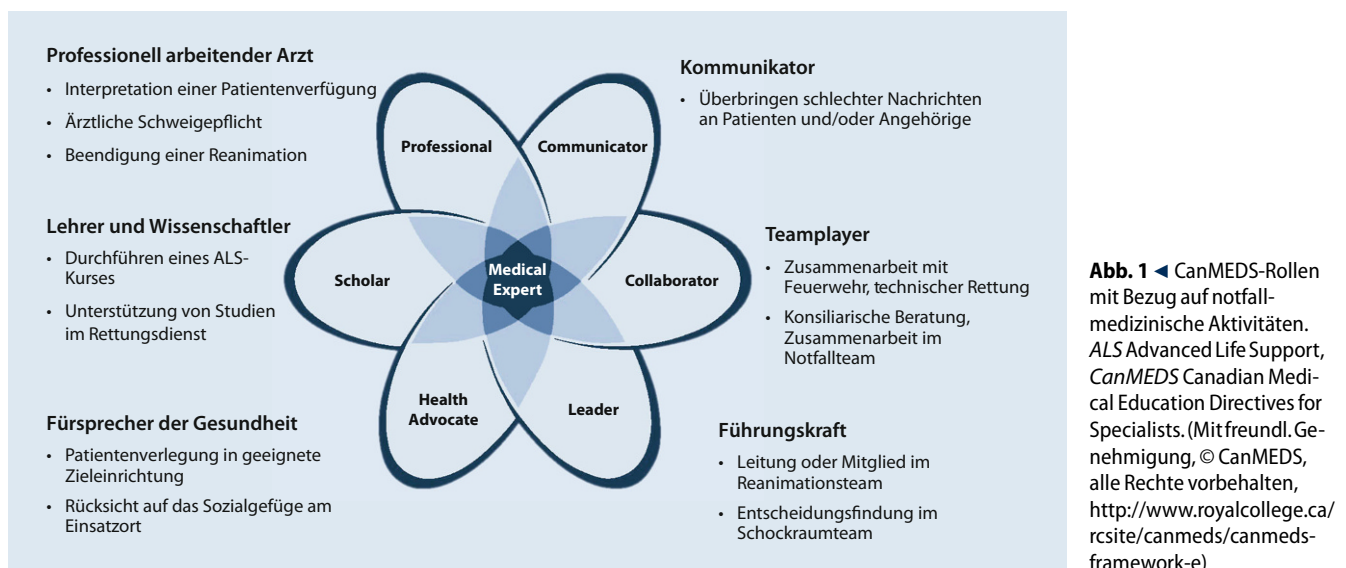 Professionell arbeitender Arzt
• Interpretation einer Patientenverfügung
• Ärztliche Schweigepflicht
• Beendigung einer Reanimation
Kommunikator
• Überbringen schlechter Nachrichten
an Patienten und/oder Angehörige
Professional
Communicator
Lehrer und Wissenschaftler
• Durchführen eines ALS-
Kurses
• Unterstützung von Studien
im Rettungsdienst
Scholar
Medical
Expert
Collaborator
Teamplayer
• Zusammenarbeit mit
Feuerwehr, technischer Rettung
• Konsiliarische Beratung,
Zusammenarbeit im
Notfallteam
Health
Advocate
Leader
Fürsprecher der Gesundheit
• Patientenverlegung in geeignete
Zieleinrichtung
• Rücksicht auf das Sozialgefüge am
Einsatzort
Führungskraft
• Leitung oder Mitglied im
Reanimationsteam
• Entscheidungsfindung im
Schockraumteam
Abb. 1 ◄ CanMEDS-Rollen
mit Bezug auf notfall-
medizinische Aktivitäten.
ALS Advanced Life Support,
CanMEDS Canadian Medi-
cal Education Directives for
Specialists. (Mit freundl. Ge-
nehmigung, © CanMEDS,
alle Rechte vorbehalten,
http://www.royalcollege.ca/
rcsite/canmeds/canmeds-
framework-e)